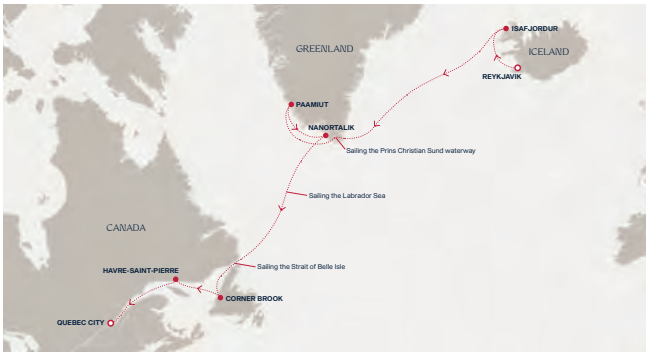 ISAFJORDUR
GREENLAND
ICELAND
REYKJAVIK
PAAMIUT
NANORTALIK
Sailing the Prins Christian Sund waterway
Sailing the Labrador Sea
CANADA
Sailing the Strait of Belle Isle
HAVRE-SAINT-PIERRE
CORNER BROOK
QUEBEC CITY